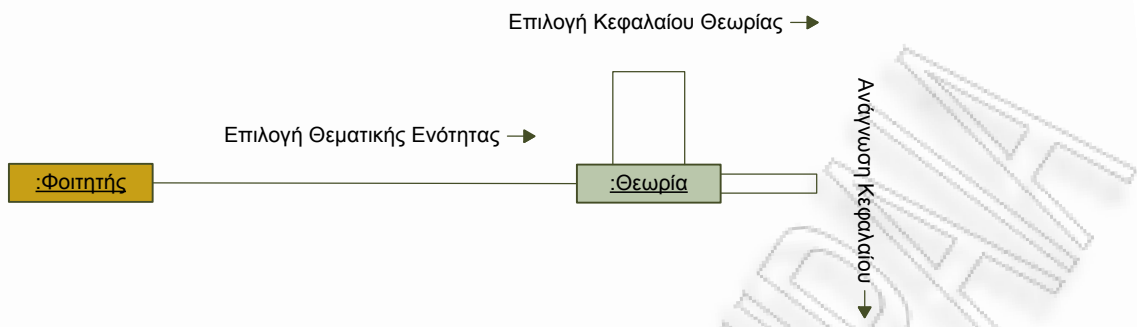 Επιλογή Κεφαλαίου Θεωρίας
Επιλογή Θεματικής Ενότητας
Ανάγνωση Κεφαλαίου
:Φοιτητής
:Θεωρία